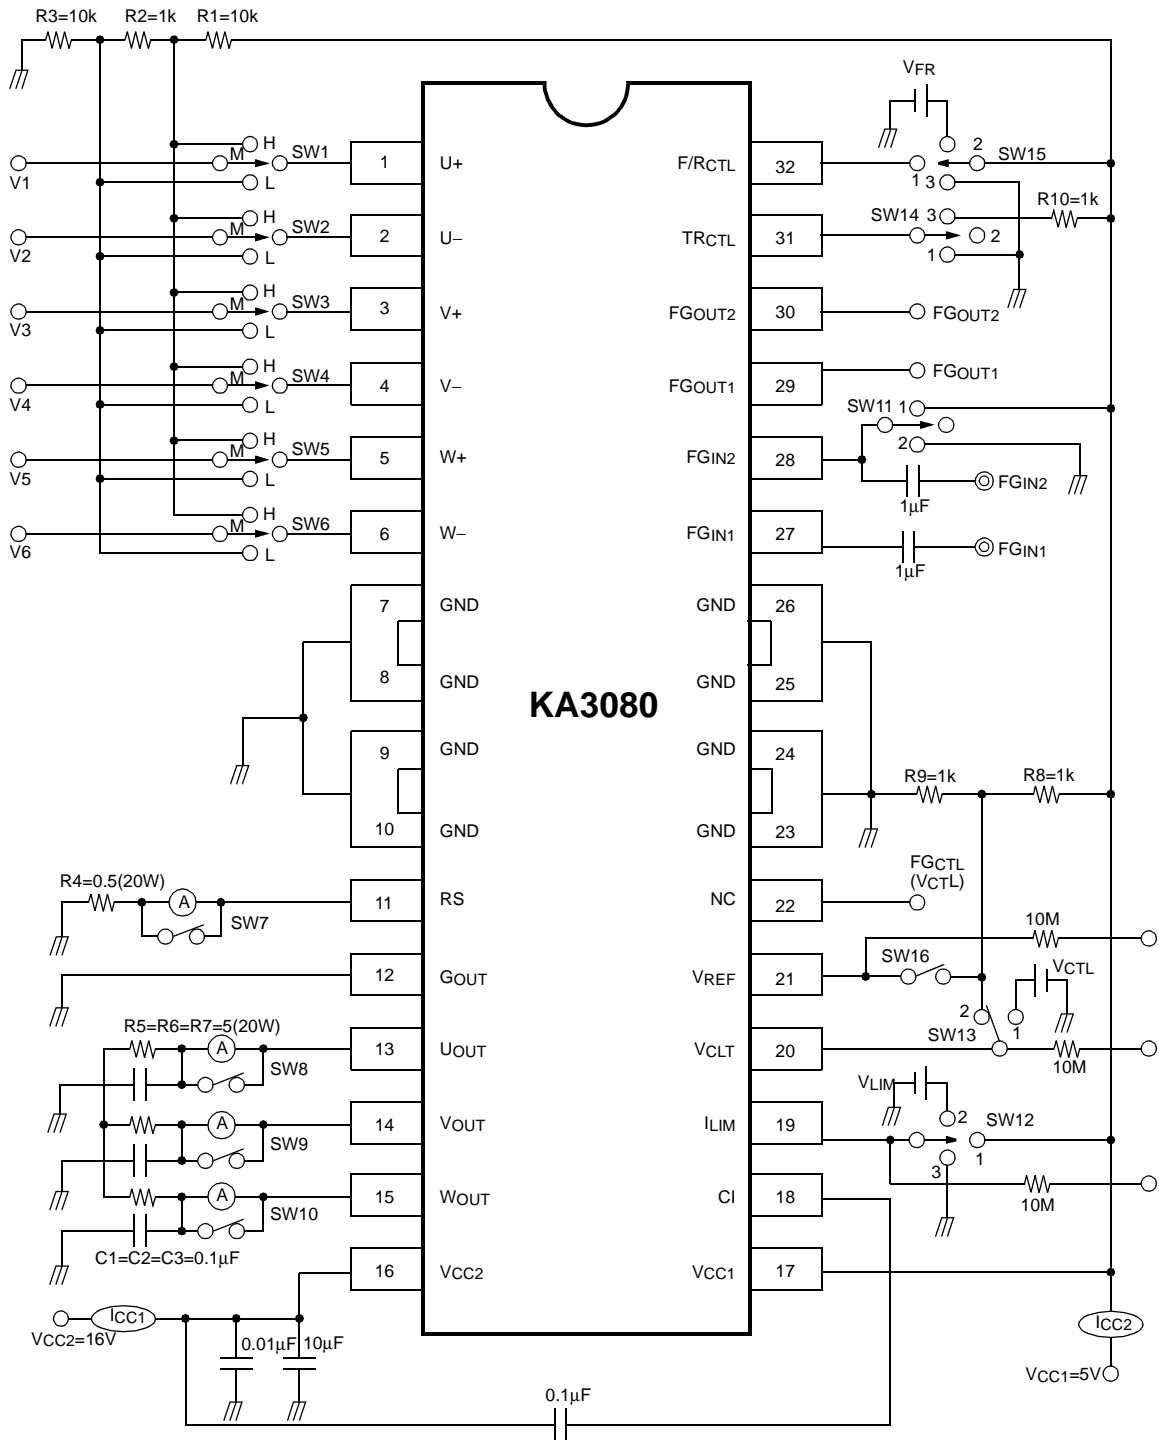 R3=10k R2=1k R1=10k
VFR
H
M SW1 1 U+ F/RCTL 32 2 SW15
V1 L 1 3
H R10=1k
M SW2 2 U− TRCTL 31 SW14 3 2
V2 L 1
H
M SW3 3 V+ FGOUT2 30 FGOUT2
V3 L
H
M SW4 4 V− FGOUT1 29 FGOUT1
V4 L SW11 1
H
M SW5 5 W+ FGIN2 28 2
V5 L FGIN2
1μF
H
M SW6 6 W− FGIN1 27 FGIN1
V6 L 1μF
7 GND GND 26
8 GND GND 25
KA3080
9 GND GND 24
R9=1k R8=1k
10 GND GND 23
FGCTL
(VCTL)
R4=0.5(20W)
A 11 RS NC 22
SW7 10M
12 GOUT VREF 21 SW16 VCTL
R5=R6=R7=5(20W) 2 1
A 13 UOUT VCLT 20 SW13
SW8 10M
VLIM
A 14 VOUT ILIM 19 2 SW12
SW9 1
3
A 15 WOUT CI 18 10M
SW10
C1=C2=C3=0.1μF
16 VCC2 VCC1 17
ICC1 ICC2
VCC2=16V 0.01μF 10μF
VCC1=5V
0.1μF